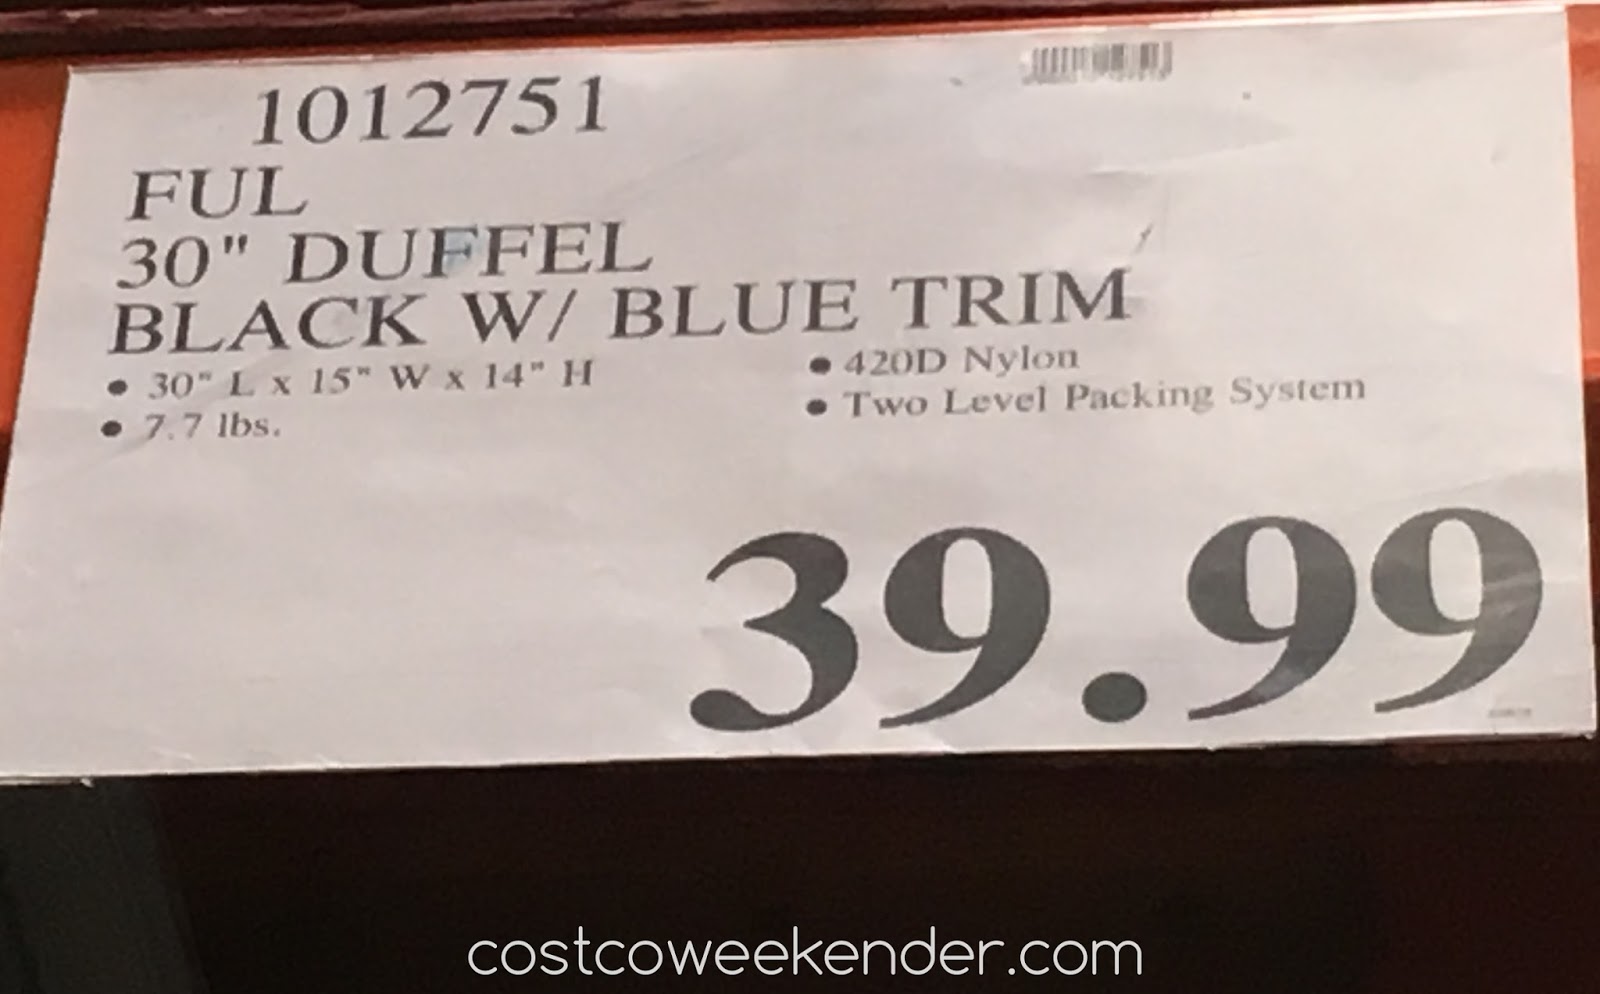 1012751
FUL
30" DUFFEL
BLACK W/ BLUE TRIM
● 30" L x 15" W x 14" H
● 7.7 lbs.
● 420D Nylon
● Two Level Packing System
39.99
costcoweekender.com